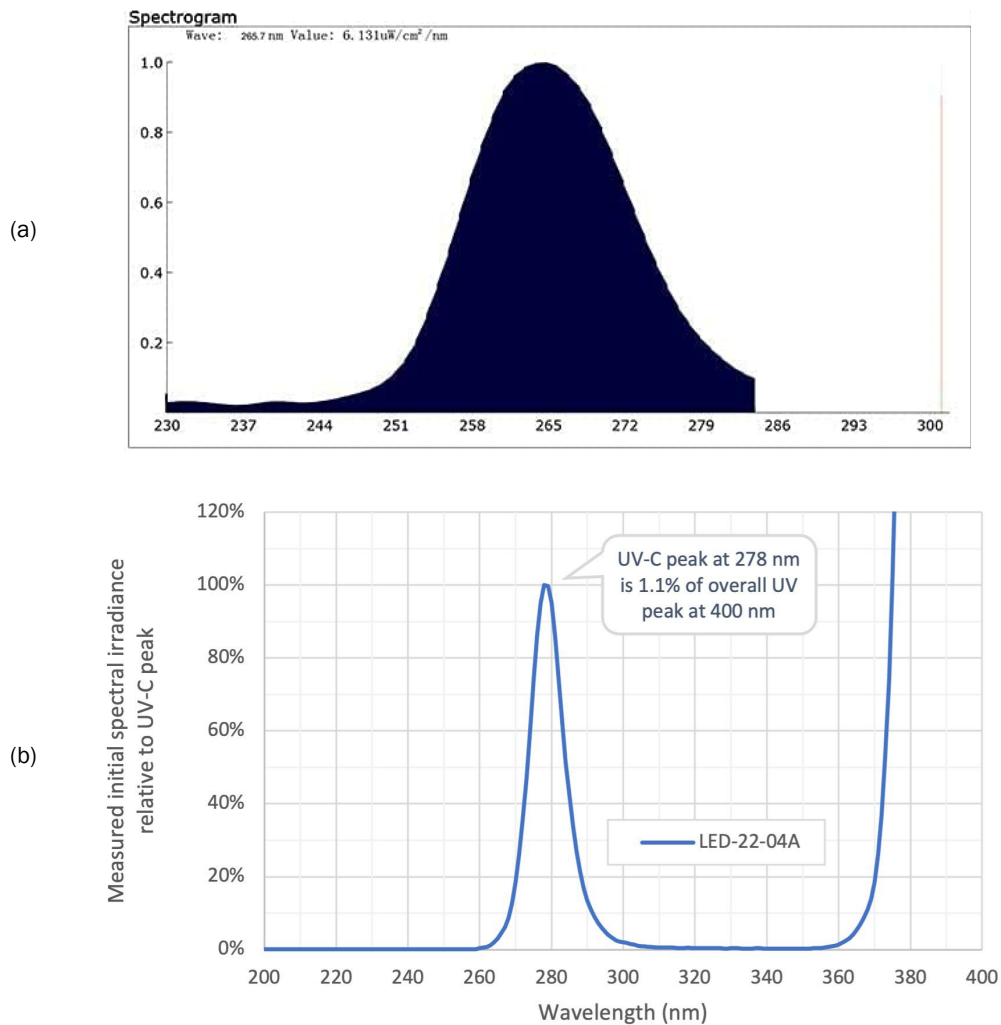 Spectrogram
Wave: 265.7 nm Value: 6.131uW/cm²/nm
1.0
0.8
(a)
0.6
0.4
0.2
230 237 244 251 258 265 272 279 286 293 300
120%
UV-C peak at 278 nm
is 1.1% of overall UV
peak at 400 nm
100%
80%
(b)
Measured initial spectral irradiance
relative to UV-C peak
60%
40%
LED-22-04A
20%
0%
200 220 240 260 280 300 320 340 360 380 400
Wavelength (nm)